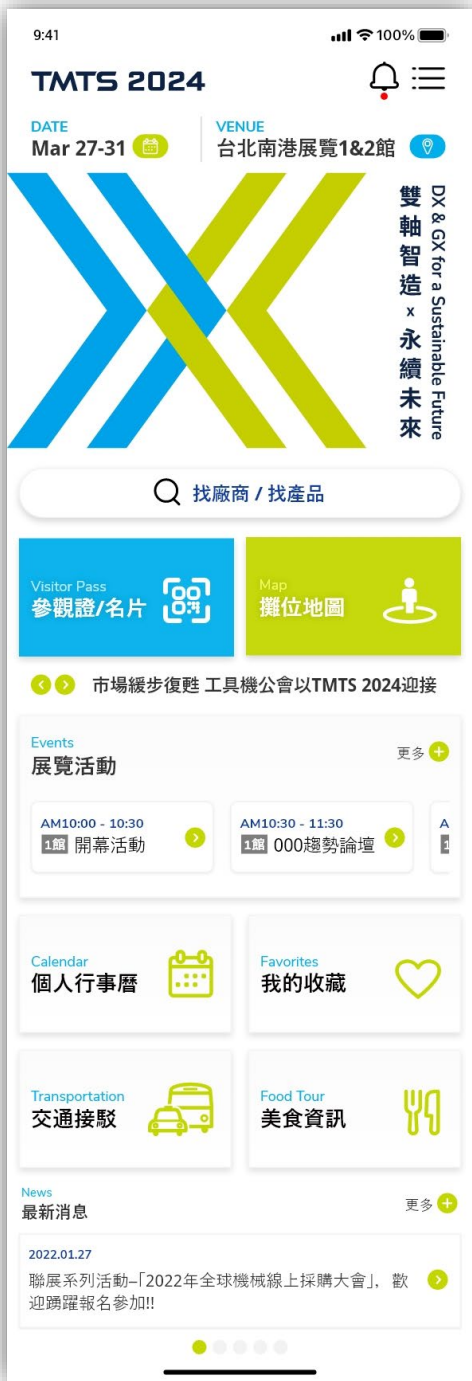 9:41
100%
TMTS 2024
DATE
Mar 27-31
VENUE
台北南港展覽1&2館
雙軸智造 x 永續未來
DX & GX for a Sustainable Future
找廠商 / 找產品
Visitor Pass
參觀證/名片
Map
攤位地圖
市場緩步復甦 工具機公會以TMTS 2024迎接
Events
展覽活動
更多
AM10:00 - 10:30
1館 開幕活動
AM10:30 - 11:30
1館 000趨勢論壇
A
1
Calendar
個人行事曆
Favorites
我的收藏
Transportation
交通接駁
Food Tour
美食資訊
News
最新消息
更多
2022.01.27
聯展系列活動–「2022年全球機械線上採購大會」, 歡
迎踴躍報名參加!!